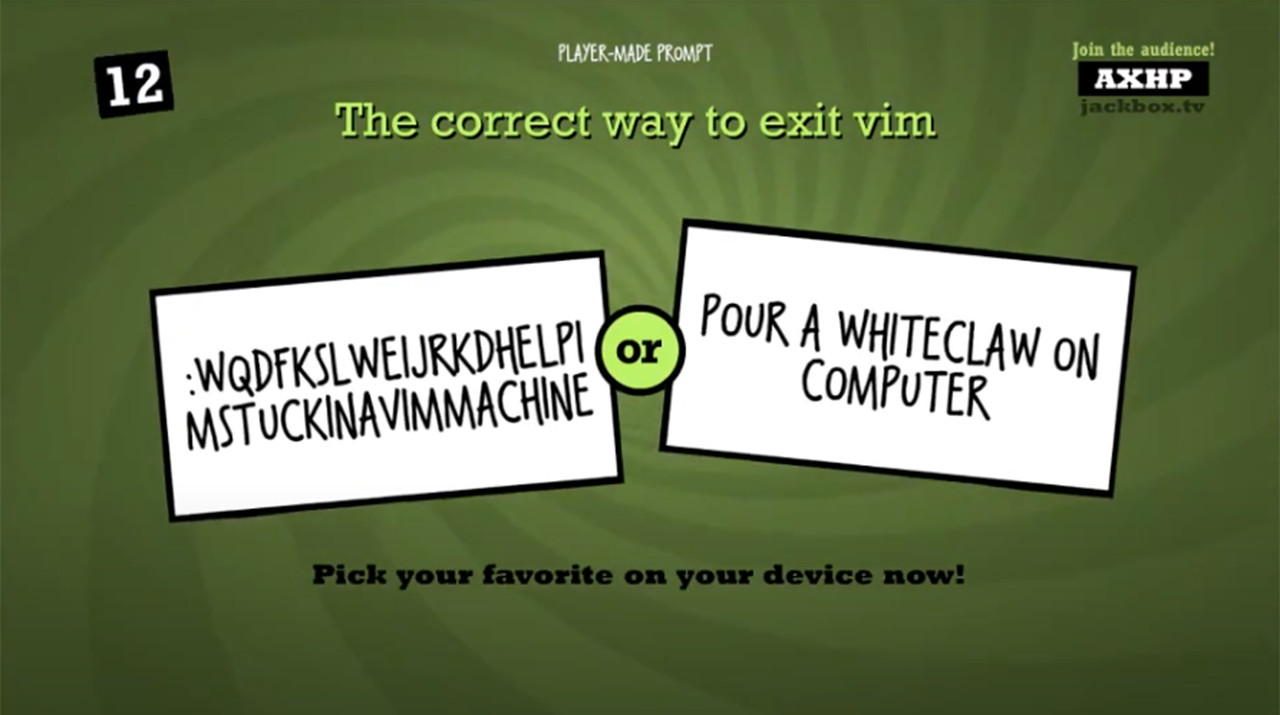 12
PLAYER-MADE PROMPT
Join the audience!
AXHP
jackbox.tv
The correct way to exit vim
:WQDFKSLWEIJRKDHELPI
MSTUCKINAVIMMACHINE
or
POUR A WHITECLAW ON
COMPUTER
Pick your favorite on your device now!